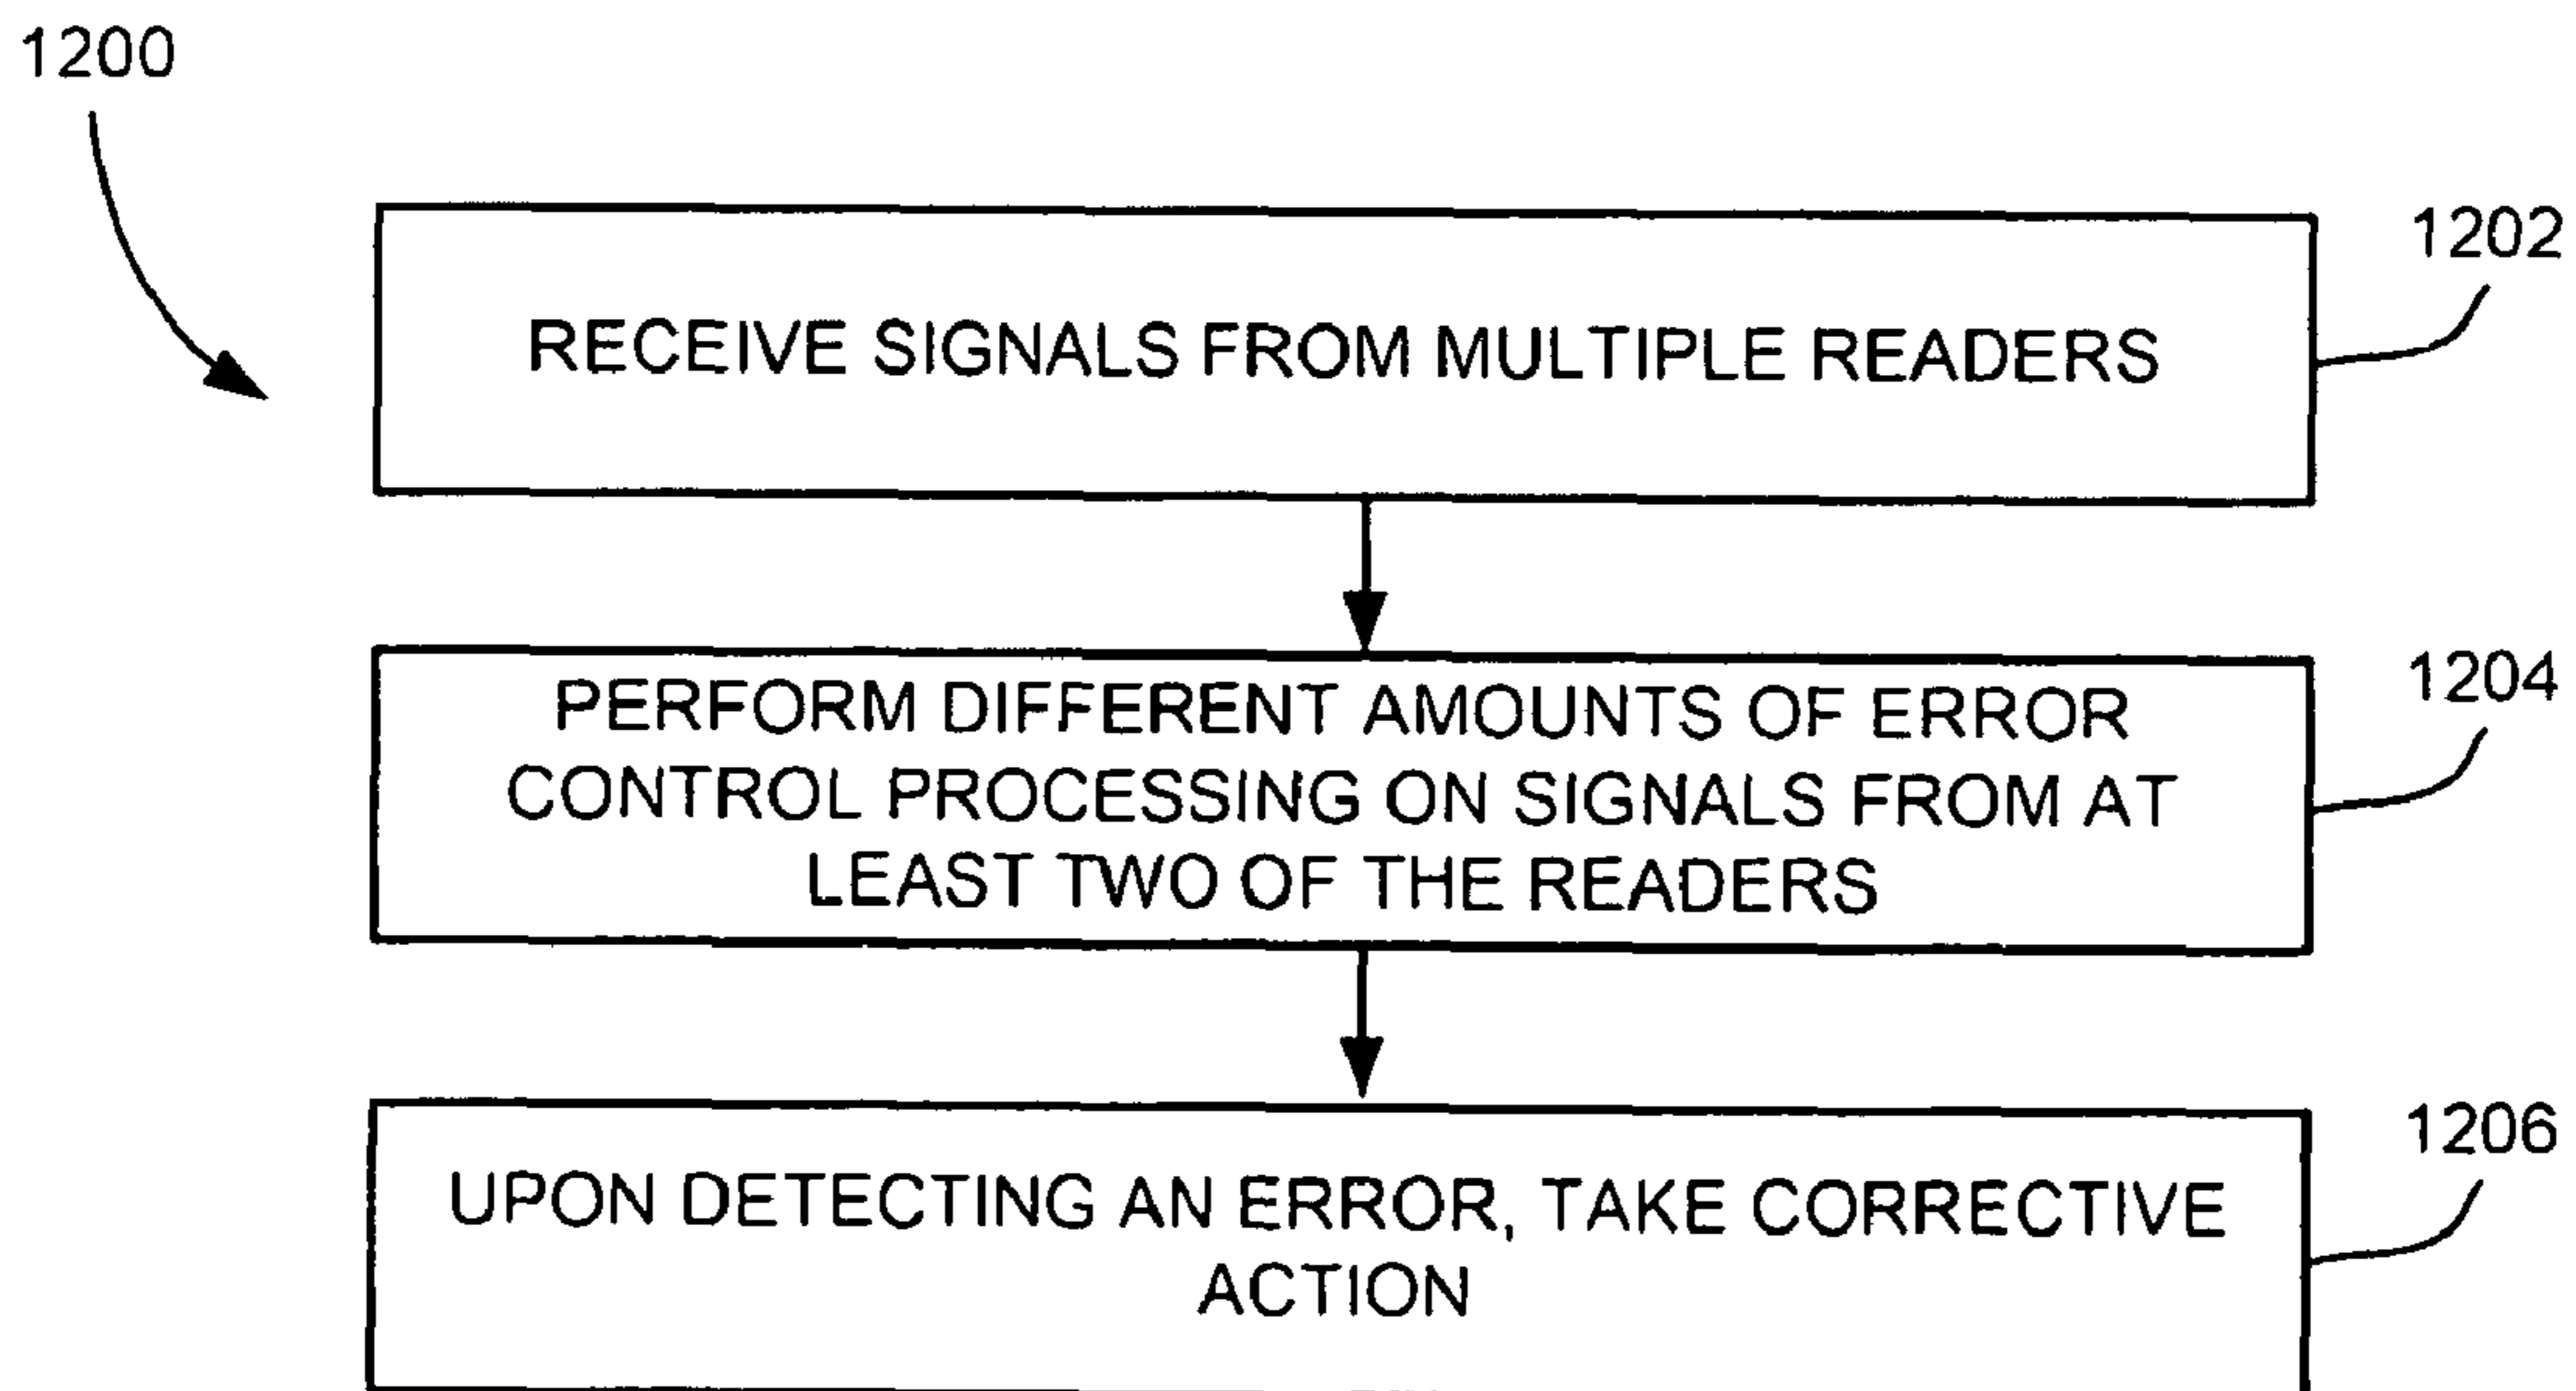 1200
1202
RECEIVE SIGNALS FROM MULTIPLE READERS
1204
PERFORM DIFFERENT AMOUNTS OF ERROR
CONTROL PROCESSING ON SIGNALS FROM AT
LEAST TWO OF THE READERS
1206
UPON DETECTING AN ERROR, TAKE CORRECTIVE
ACTION